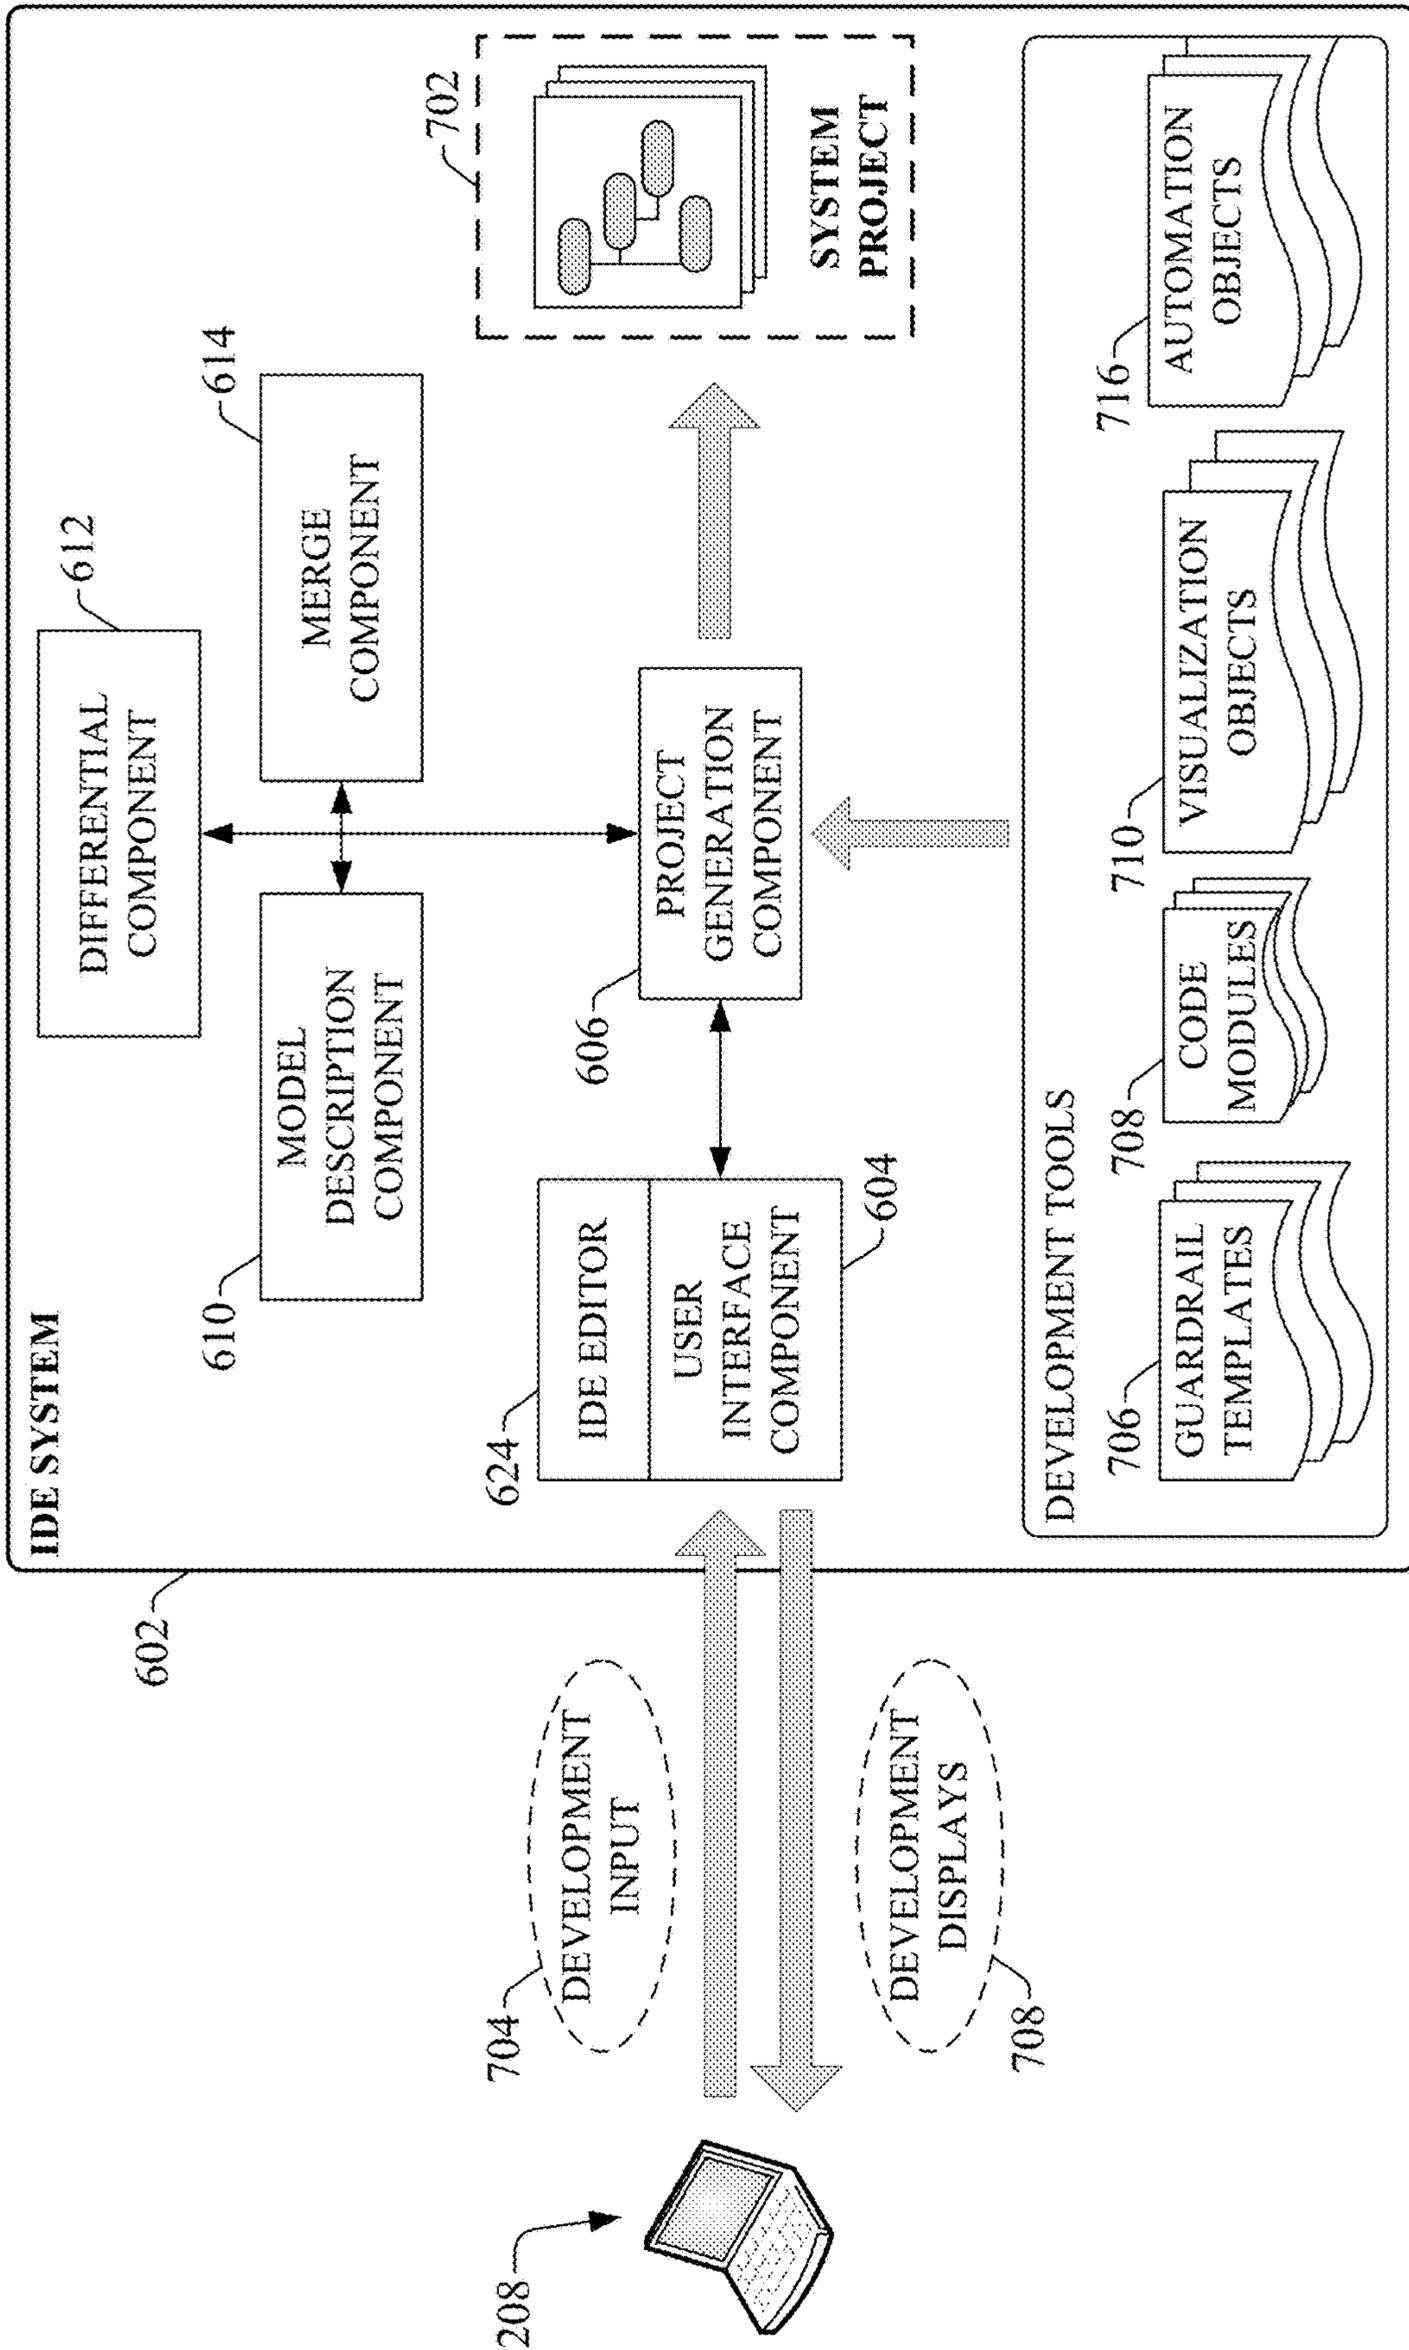 IDE SYSTEM
602
DIFFERENTIAL
COMPONENT
612
610
MODEL
DESCRIPTION
COMPONENT
MERGE
COMPONENT
614
624
IDE EDITOR
USER
INTERFACE
COMPONENT
604
606
PROJECT
GENERATION
COMPONENT
702
SYSTEM
PROJECT
208
704
DEVELOPMENT
INPUT
DEVELOPMENT
DISPLAYS
708
DEVELOPMENT TOOLS
706
GUARDRAIL
TEMPLATES
708
CODE
MODULES
710
VISUALIZATION
OBJECTS
716
AUTOMATION
OBJECTS